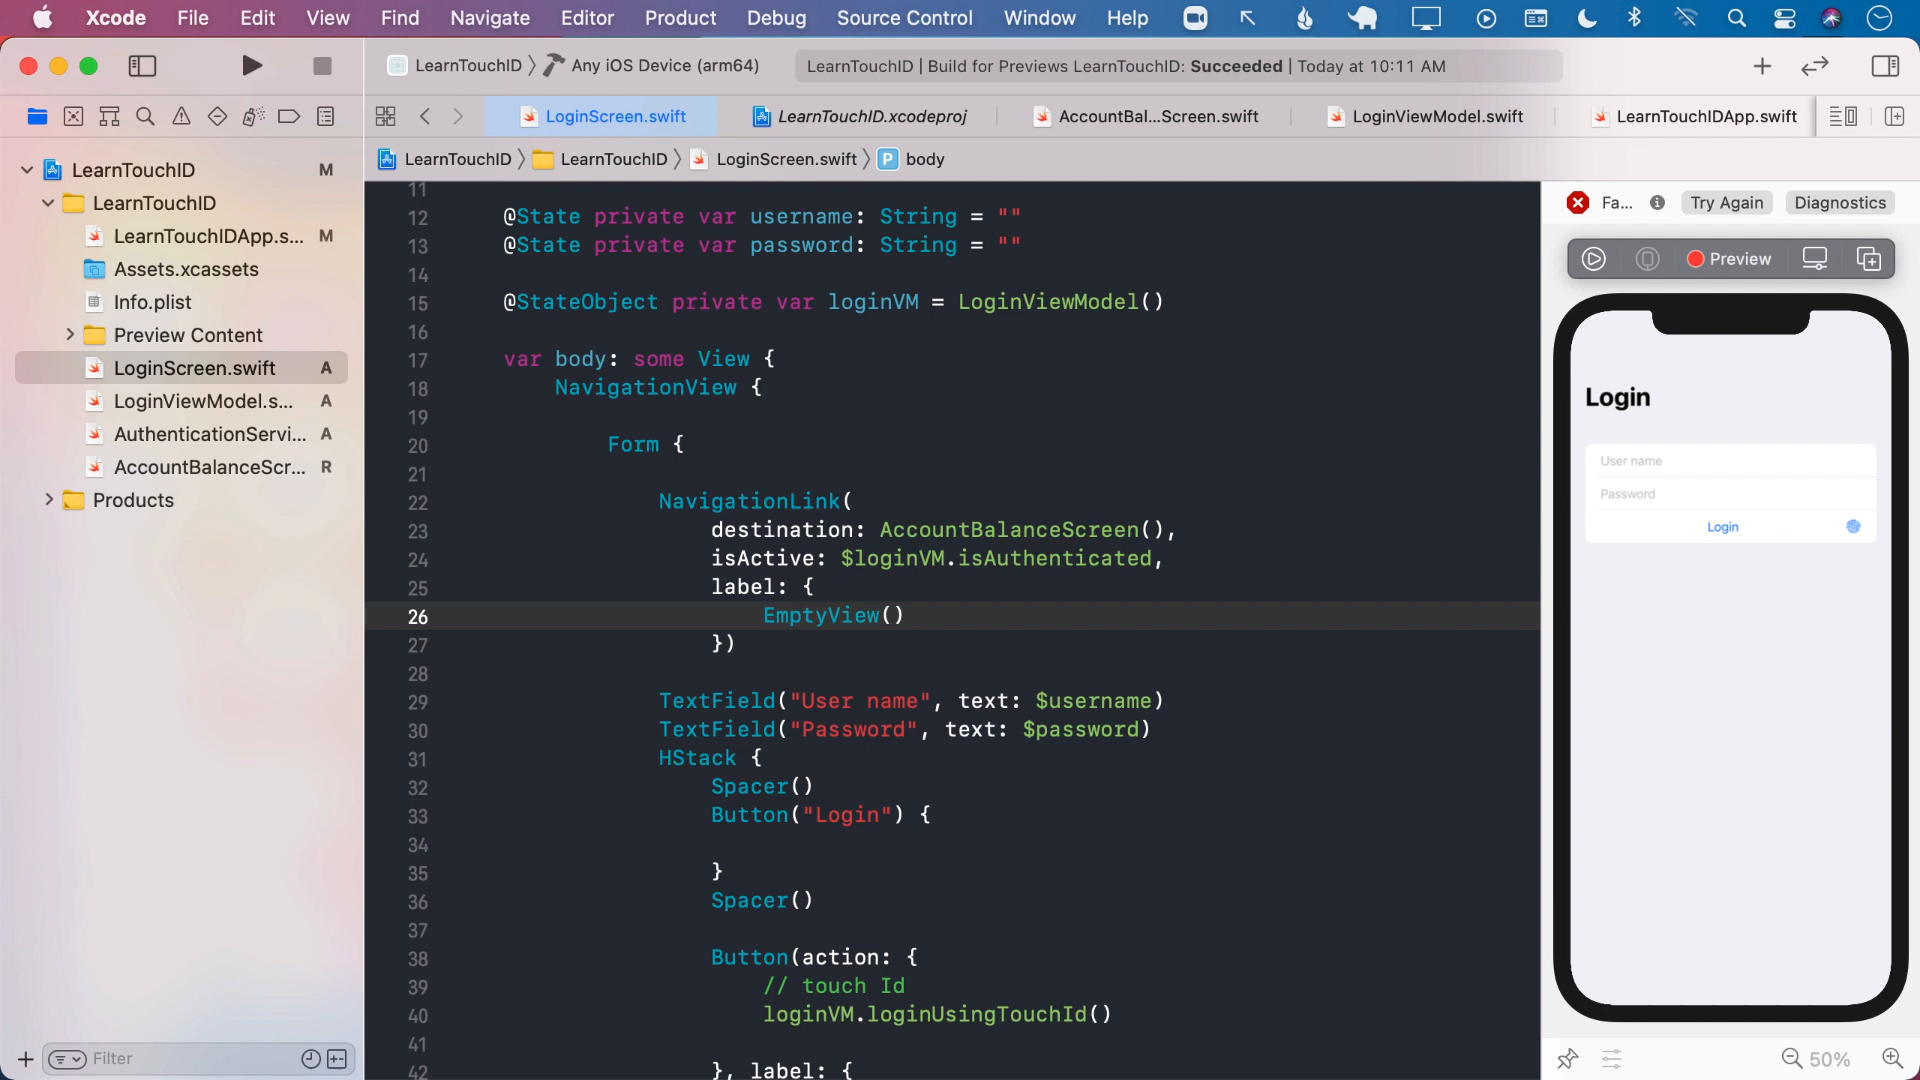 Xcode File Edit View Find Navigate Editor Product Debug Source Control Window Help
LearnTouchID Any iOS Device (arm64) LearnTouchID | Build for Previews LearnTouchID: Succeeded | Today at 10:11 AM
LoginScreen.swift LearnTouchID.xcodeproj AccountBal...Screen.swift LoginViewModel.swift LearnTouchIDApp.swift
LearnTouchID LearnTouchID LoginScreen.swift P body
LearnTouchID M
LearnTouchID
LearnTouchIDApp.s... M
Assets.xcassets
Info.plist
Preview Content
LoginScreen.swift A
LoginViewModel.s... A
AuthenticationServi... A
AccountBalanceScr... R
Products
Filter
11
12 @State private var username: String = ""
13 @State private var password: String = ""
14
15 @StateObject private var loginVM = LoginViewModel()
16
17 var body: some View {
18 NavigationView {
19
20 Form {
21
22 NavigationLink(
23 destination: AccountBalanceScreen(),
24 isActive: $loginVM.isAuthenticated,
25 label: {
26 EmptyView()
27 })
28
29 TextField("User name", text: $username)
30 TextField("Password", text: $password)
31 HStack {
32 Spacer()
33 Button("Login") {
34
35 }
36 Spacer()
37
38 Button(action: {
39 // touch Id
40 loginVM.loginUsingTouchId()
41
42 }, label: {
Fa... Try Again Diagnostics
Preview
Login
User name
Password
Login
50%